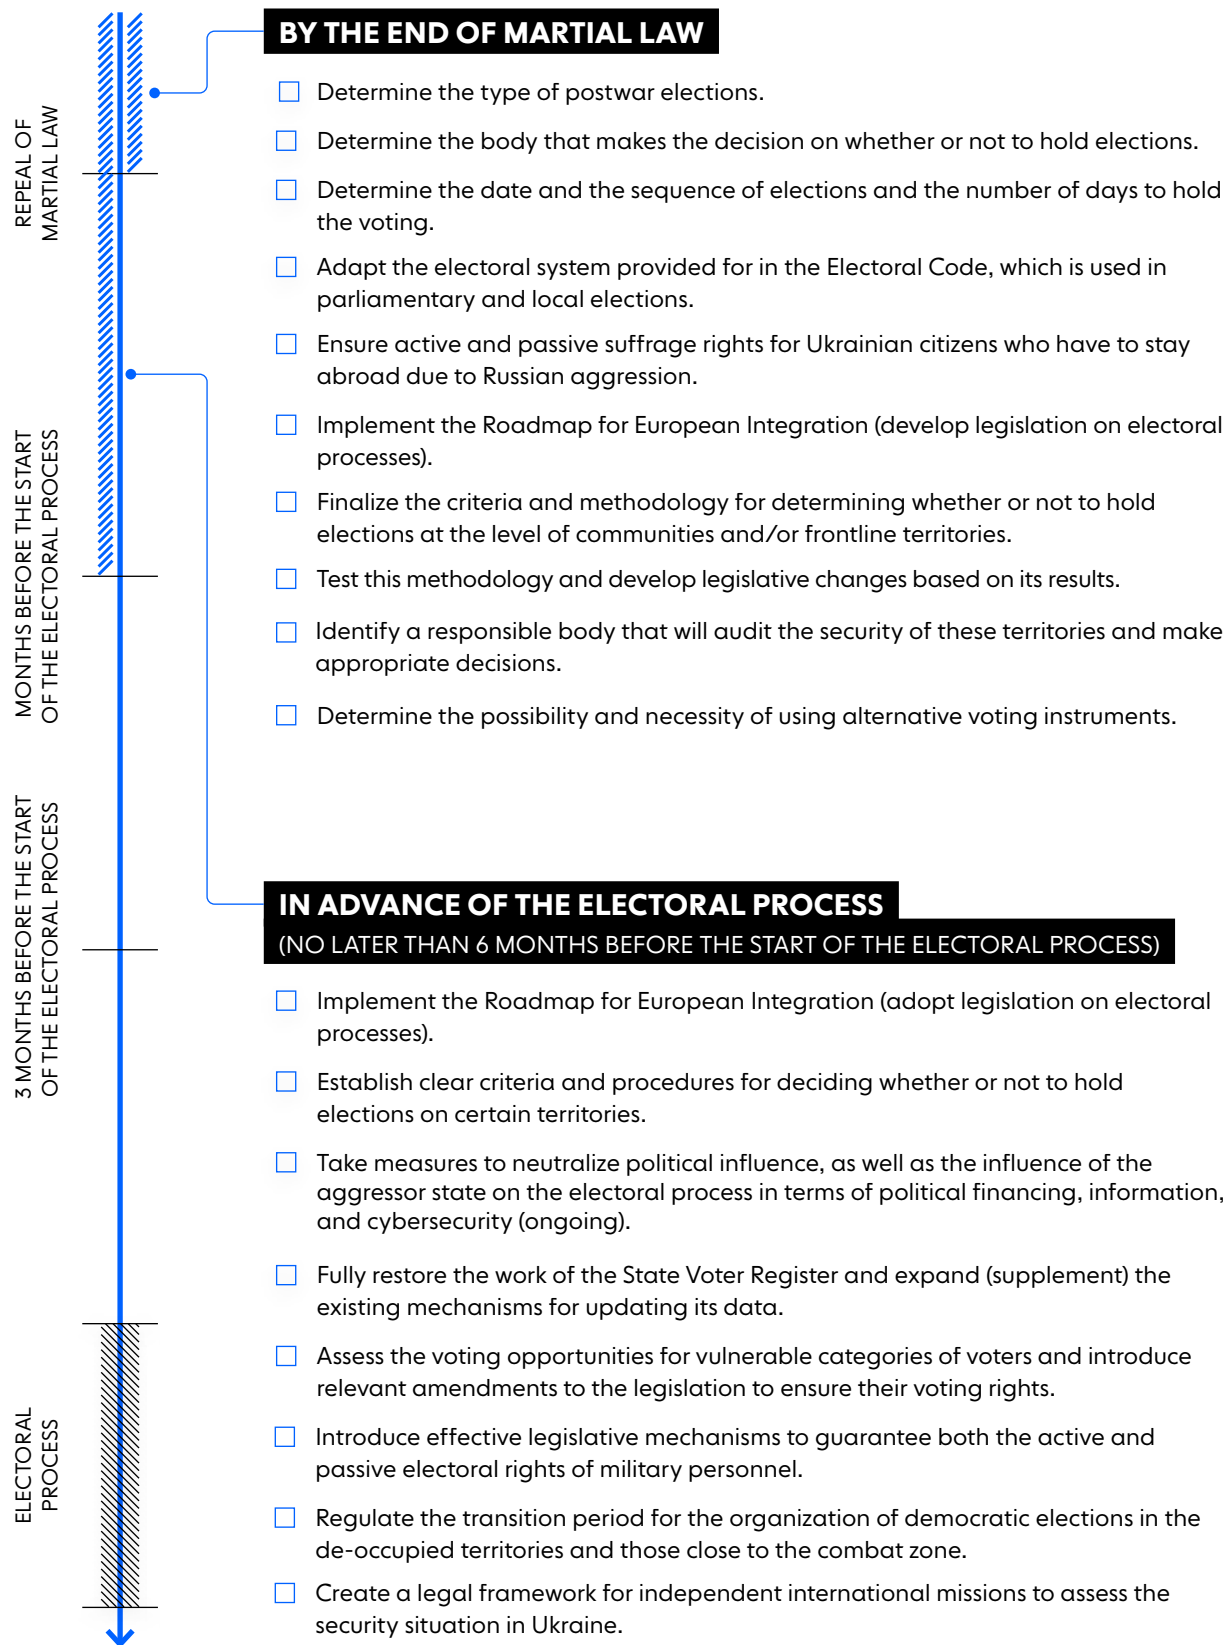 BY THE END OF MARTIAL LAW
Determine the type of postwar elections.
Determine the body that makes the decision on whether or not to hold elections.
Determine the date and the sequence of elections and the number of days to hold
the voting.
Adapt the electoral system provided for in the Electoral Code, which is used in
parliamentary and local elections.
Ensure active and passive suffrage rights for Ukrainian citizens who have to stay
abroad due to Russian aggression.
Implement the Roadmap for European Integration (develop legislation on electoral
processes).
Finalize the criteria and methodology for determining whether or not to hold
elections at the level of communities and/or frontline territories.
Test this methodology and develop legislative changes based on its results.
Identify a responsible body that will audit the security of these territories and make
appropriate decisions.
Determine the possibility and necessity of using alternative voting instruments.
IN ADVANCE OF THE ELECTORAL PROCESS
(NO LATER THAN 6 MONTHS BEFORE THE START OF THE ELECTORAL PROCESS)
Implement the Roadmap for European Integration (adopt legislation on electoral
processes).
Establish clear criteria and procedures for deciding whether or not to hold
elections on certain territories.
Take measures to neutralize political influence, as well as the influence of the
aggressor state on the electoral process in terms of political financing, information,
and cybersecurity (ongoing).
Fully restore the work of the State Voter Register and expand (supplement) the
existing mechanisms for updating its data.
Assess the voting opportunities for vulnerable categories of voters and introduce
relevant amendments to the legislation to ensure their voting rights.
Introduce effective legislative mechanisms to guarantee both the active and
passive electoral rights of military personnel.
Regulate the transition period for the organization of democratic elections in the
de-occupied territories and those close to the combat zone.
Create a legal framework for independent international missions to assess the
security situation in Ukraine.
REPEAL OF
MARTIAL LAW
MONTHS BEFORE THE START
OF THE ELECTORAL PROCESS
3 MONTHS BEFORE THE START
OF THE ELECTORAL PROCESS
ELECTORAL
PROCESS